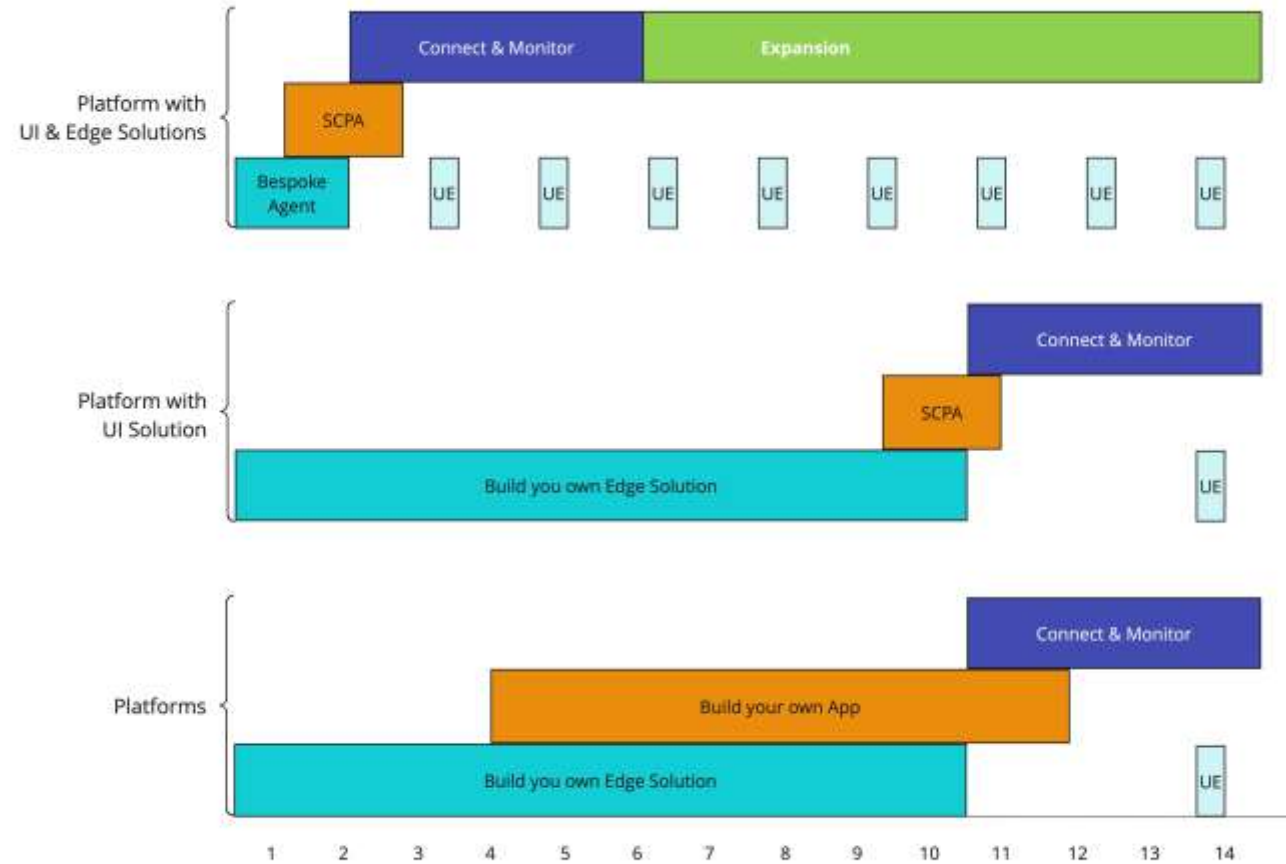 Connect & Monitor
Expansion
Platform with
UI & Edge Solutions
SCPA
Bespoke
Agent
UE
UE
UE
UE
UE
UE
UE
UE
Connect & Monitor
Platform with
UI Solution
SCPA
Build you own Edge Solution
UE
Connect & Monitor
Platforms
Build your own App
Build you own Edge Solution
UE
1 2 3 4 5 6 7 8 9 10 11 12 13 14